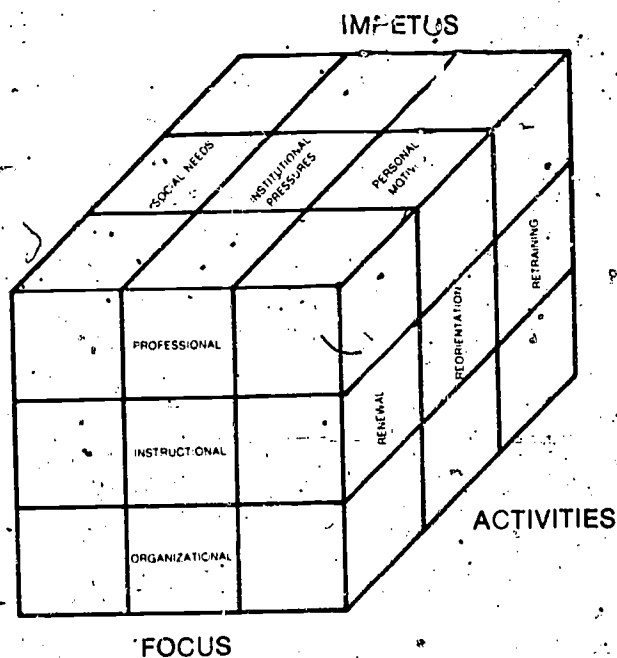 IMPETUS
SOCIAL NEEDS
INSTITUTIONAL
PRESSURES
PERSONAL
PROFESSIONAL
INSTRUCTIONAL
ORGANIZATIONAL
RENEWAL
REORIENTATION
RETRAINING
ACTIVITIES
FOCUS